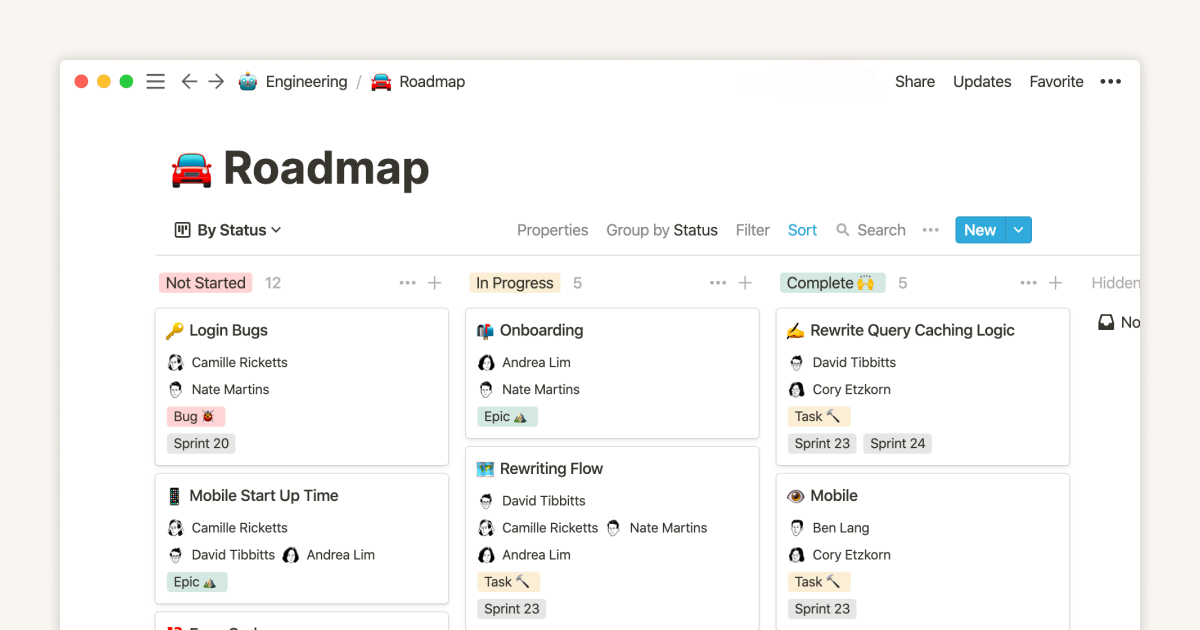 Engineering / Roadmap Share Updates Favorite
Roadmap
By Status Properties Group by Status Filter Sort Search New
Not Started 12
Login Bugs
Camille Ricketts
Nate Martins
Bug
Sprint 20
Mobile Start Up Time
Camille Ricketts
David Tibbitts Andrea Lim
Epic
In Progress 5
Onboarding
Andrea Lim
Nate Martins
Epic
Rewriting Flow
David Tibbitts
Camille Ricketts Nate Martins
Andrea Lim
Task
Sprint 23
Complete 5
Rewrite Query Caching Logic
David Tibbitts
Cory Etzkorn
Task
Sprint 23 Sprint 24
Mobile
Ben Lang
Cory Etzkorn
Task
Sprint 23
Hidden
No